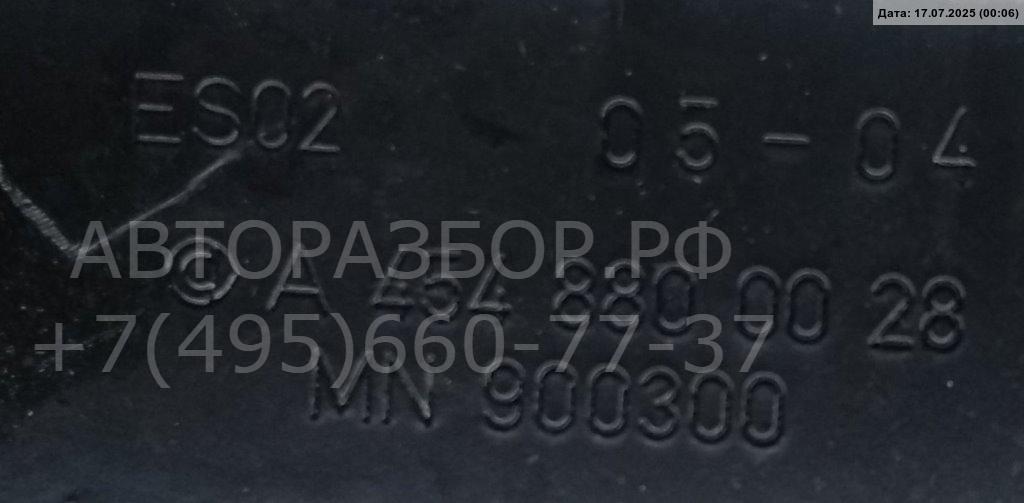 Дата: 17.07.2025 (00:06)
ES02 05-04
АВТОРАЗБОР.РФ
© A 454 880 00 28
+7(495)660-77-37
MN 900300